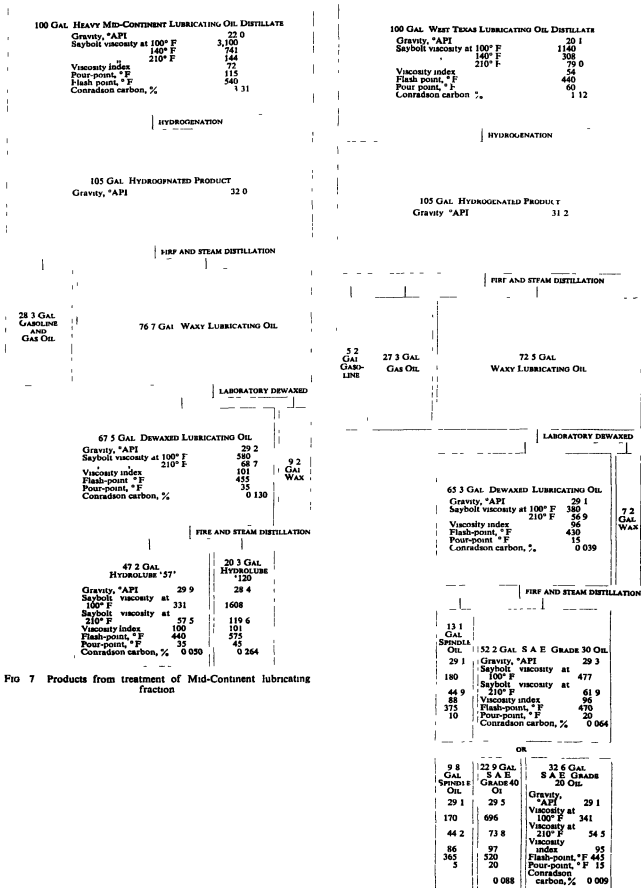 100 GAL HEAVY MID-CONTINENT LUBRICATING OIL DISTILLATE
Gravity, °API 22 0
Saybolt viscosity at 100° F 3,100
140° F 741
210° F 144
Viscosity index 72
Pour-point, °F 115
Flash point, °F 540
Conradson carbon, % 3 31
HYDROGENATION
105 GAL HYDROGENATED PRODUCT
Gravity, °API 32 0
FIRE AND STEAM DISTILLATION
28 3 GAL GASOLINE AND GAS OIL
76 7 GAL WAXY LUBRICATING OIL
LABORATORY DEWAXED
67 5 GAL DEWAXED LUBRICATING OIL
Gravity, °API 29 2
Saybolt viscosity at 100° F 580
210° F 68 7
Viscosity index 101
Flash-point °F 455
Pour-point, °F 35
Conradson carbon, % 0 130
9 2 GAL WAX
FIRE AND STEAM DISTILLATION
47 2 GAL HYDROLUBE '57'
20 3 GAL HYDROLUBE '120
Gravity, °API 29 9 28 4
Saybolt viscosity at
100° F 331 1608
Saybolt viscosity at
210° F 57 5 119 6
Viscosity index 100 101
Flash-point, °F 440 575
Pour-point, °F 35 45
Conradson carbon, % 0 050 0 264
FIG 7 Products from treatment of Mid-Continent lubricating
fraction
100 GAL WEST TEXAS LUBRICATING OIL DISTILLATE
Gravity, °API 20 1
Saybolt viscosity at 100° F 1140
140° F 308
210° F 79 0
Viscosity index 54
Flash point, °F 440
Pour point, °F 60
Conradson carbon % 1 12
HYDROGENATION
105 GAL HYDROGENATED PRODUCT
Gravity °API 31 2
FIRE AND STEAM DISTILLATION
5 2 GAL GASO-LINE
27 3 GAL GAS OIL
72 5 GAL WAXY LUBRICATING OIL
LABORATORY DEWAXED
65 3 GAL DEWAXED LUBRICATING OIL
Gravity, °API 29 1
Saybolt viscosity at 100° F 380
210° F 56 9
Viscosity index 96
Flash-point, °F 430
Pour-point °F 15
Conradson carbon, % 0 039
7 2 GAL WAX
FIRE AND STEAM DISTILLATION
13 1 GAL SPINDLE OIL
52 2 GAL S A E GRADE 30 OIL
29 1 Gravity, °API 29 3
Saybolt viscosity at
180 100° F 477
Saybolt viscosity at
44 9 210° F 61 9
88 Viscosity index 96
375 Flash-point, °F 470
10 Pour-point, °F 20
Conradson carbon, % 0 064
OR
9 8 GAL SPINDLE OIL
22 9 GAL S A E GRADE 40 OI
32 6 GAL S A E GRADE 20 OIL
Gravity,
29 1 29 5 °API 29 1
Viscosity at
170 696 100° F 341
Viscosity at
44 2 73 8 210° F 54 5
Viscosity
86 97 index 95
365 520 Flash-point, °F 445
5 20 Pour-point, °F 15
Conradson
0 088 carbon, % 0 009